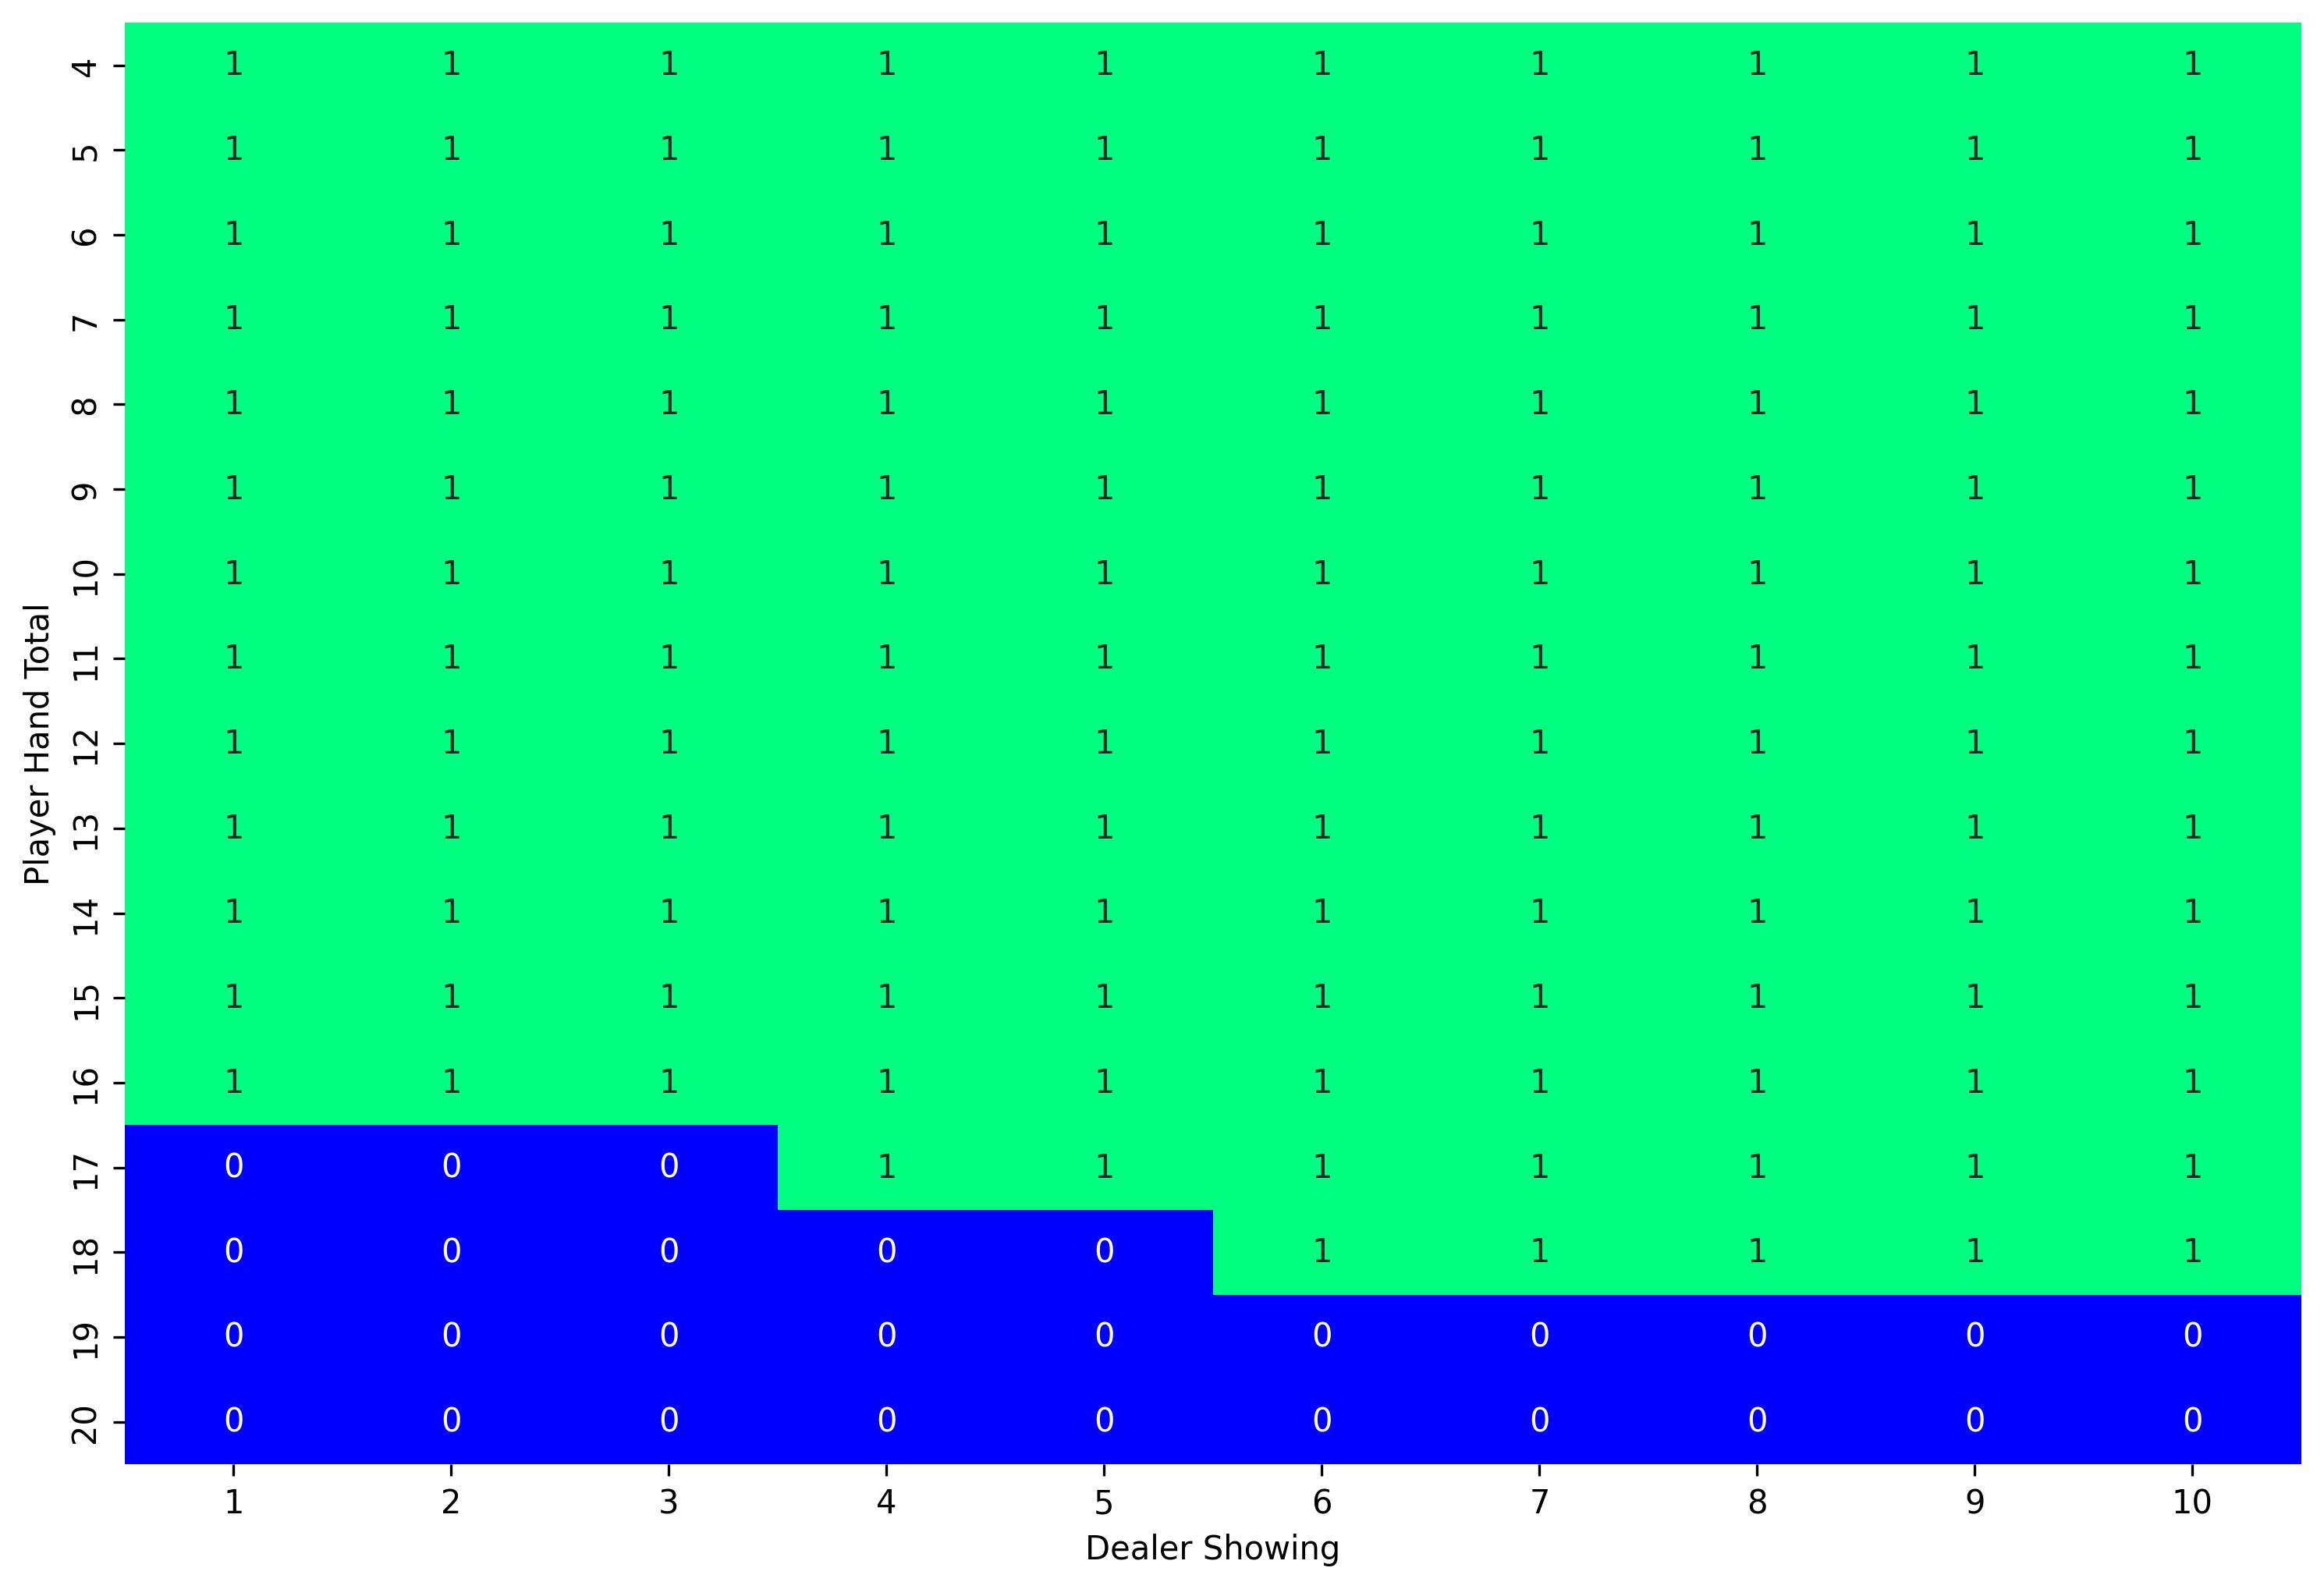 4 1 1 1 1 1 1 1 1 1 1
5 1 1 1 1 1 1 1 1 1 1
6 1 1 1 1 1 1 1 1 1 1
7 1 1 1 1 1 1 1 1 1 1
8 1 1 1 1 1 1 1 1 1 1
9 1 1 1 1 1 1 1 1 1 1
10 1 1 1 1 1 1 1 1 1 1
11 1 1 1 1 1 1 1 1 1 1
12 1 1 1 1 1 1 1 1 1 1
13 1 1 1 1 1 1 1 1 1 1
14 1 1 1 1 1 1 1 1 1 1
15 1 1 1 1 1 1 1 1 1 1
16 1 1 1 1 1 1 1 1 1 1
17 0 0 0 1 1 1 1 1 1 1
18 0 0 0 0 0 1 1 1 1 1
19 0 0 0 0 0 0 0 0 0 0
20 0 0 0 0 0 0 0 0 0 0
1 2 3 4 5 6 7 8 9 10
Dealer Showing
Player Hand Total